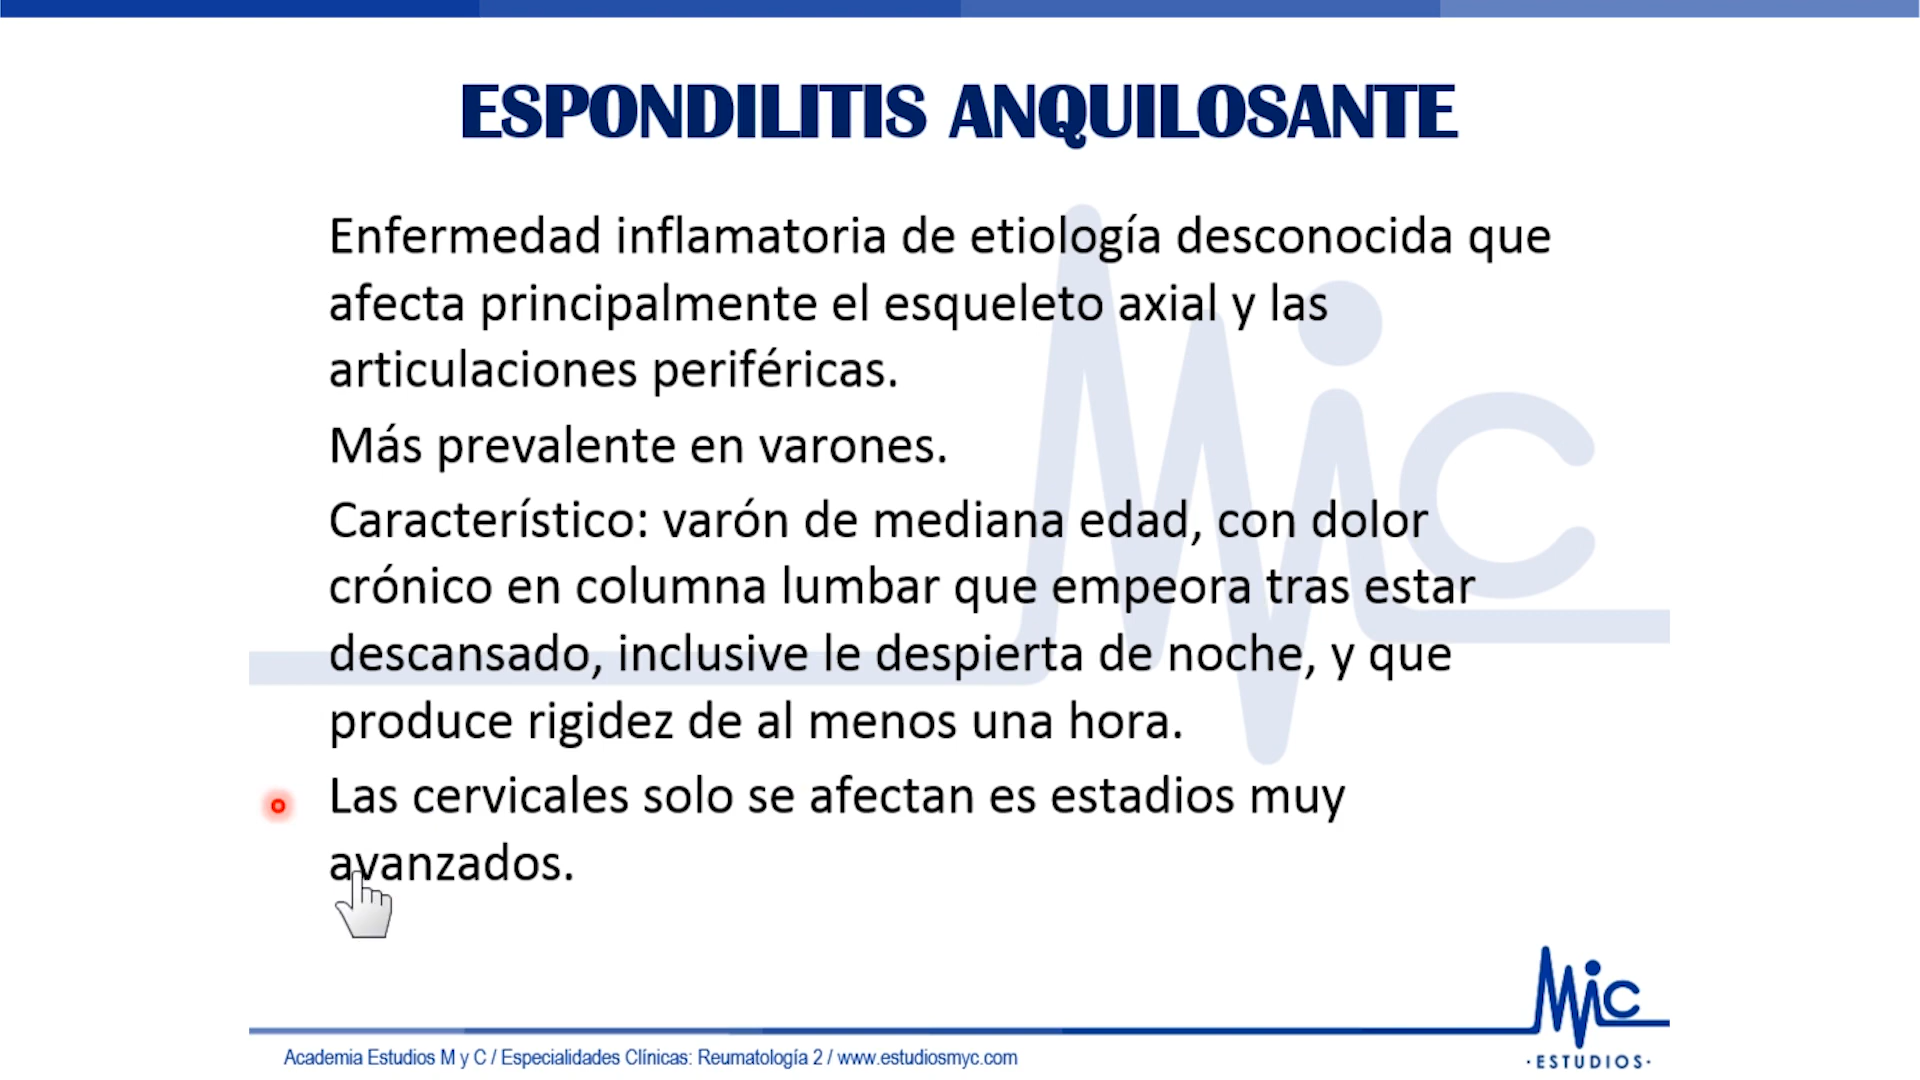 ESPONDILITIS ANQUILOSANTE
Enfermedad inflamatoria de etiología desconocida que
afecta principalmente el esqueleto axial y las
articulaciones periféricas.
Más prevalente en varones.
Característico: varón de mediana edad, con dolor
crónico en columna lumbar que empeora tras estar
descansado, inclusive le despierta de noche, y que
produce rigidez de al menos una hora.
Las cervicales solo se afectan es estadios muy
avanzados.
MiC
MiC
·ESTUDIOS·
Academia Estudios M y C / Especialidades Clínicas: Reumatología 2 / www.estudiosmyc.com